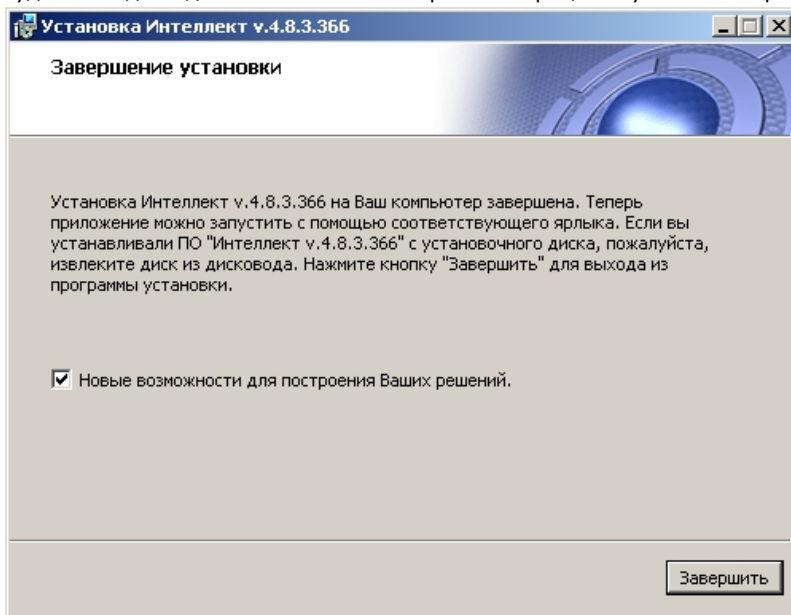 Установка Интеллект v.4.8.3.366
Завершение установки
Установка Интеллект v.4.8.3.366 на Ваш компьютер завершена. Теперь
приложение можно запустить с помощью соответствующего ярлыка. Если вы
устанавливали ПО "Интеллект v.4.8.3.366" с установочного диска, пожалуйста,
извлеките диск из дисковода. Нажмите кнопку "Завершить" для выхода из
программы установки.
Новые возможности для построения Ваших решений.
Завершить